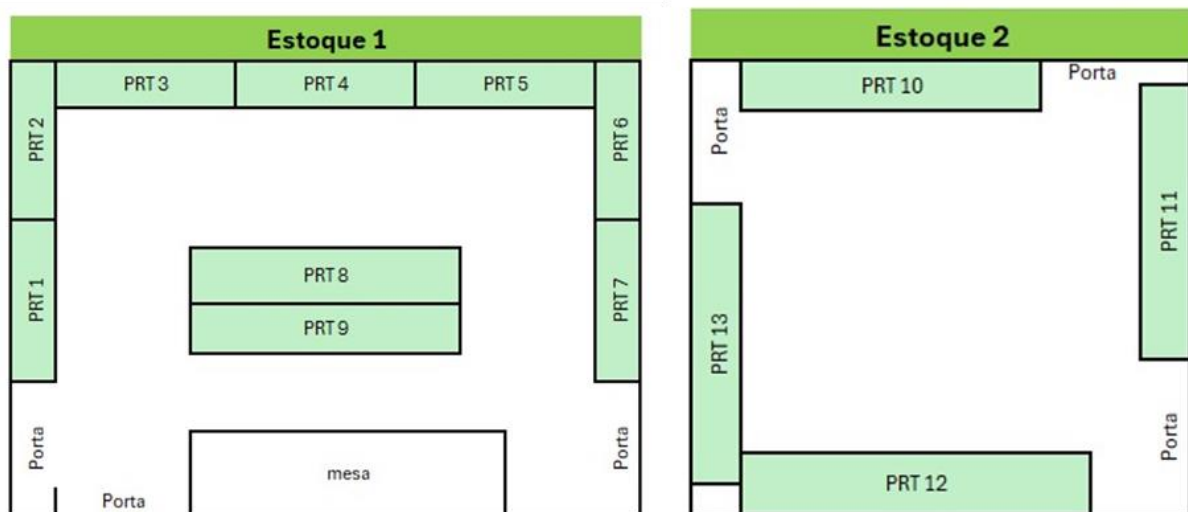 Estoque 1
PRT 3
PRT 4
PRT 5
PRT 2
PRT 6
PRT 1
PRT 7
PRT 8
PRT 9
Porta
Porta
mesa
Porta
Estoque 2
PRT 10
Porta
Porta
PRT 11
PRT 13
Porta
PRT 12